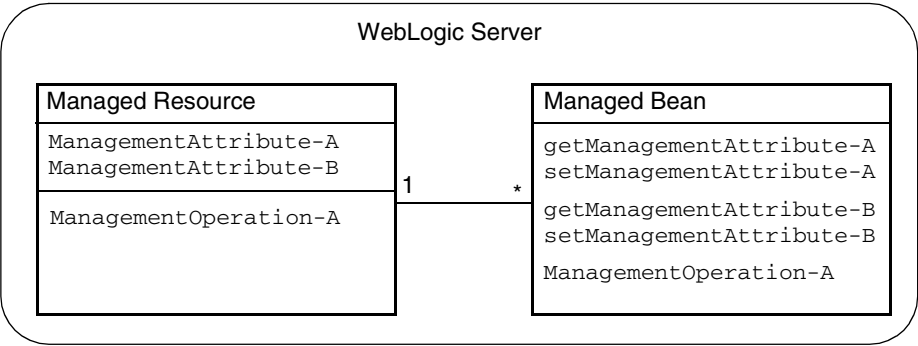 WebLogic Server
Managed Resource
ManagementAttribute-A
ManagementAttribute-B
ManagementOperation-A
1
*
Managed Bean
getManagementAttribute-A
setManagementAttribute-A
getManagementAttribute-B
setManagementAttribute-B
ManagementOperation-A